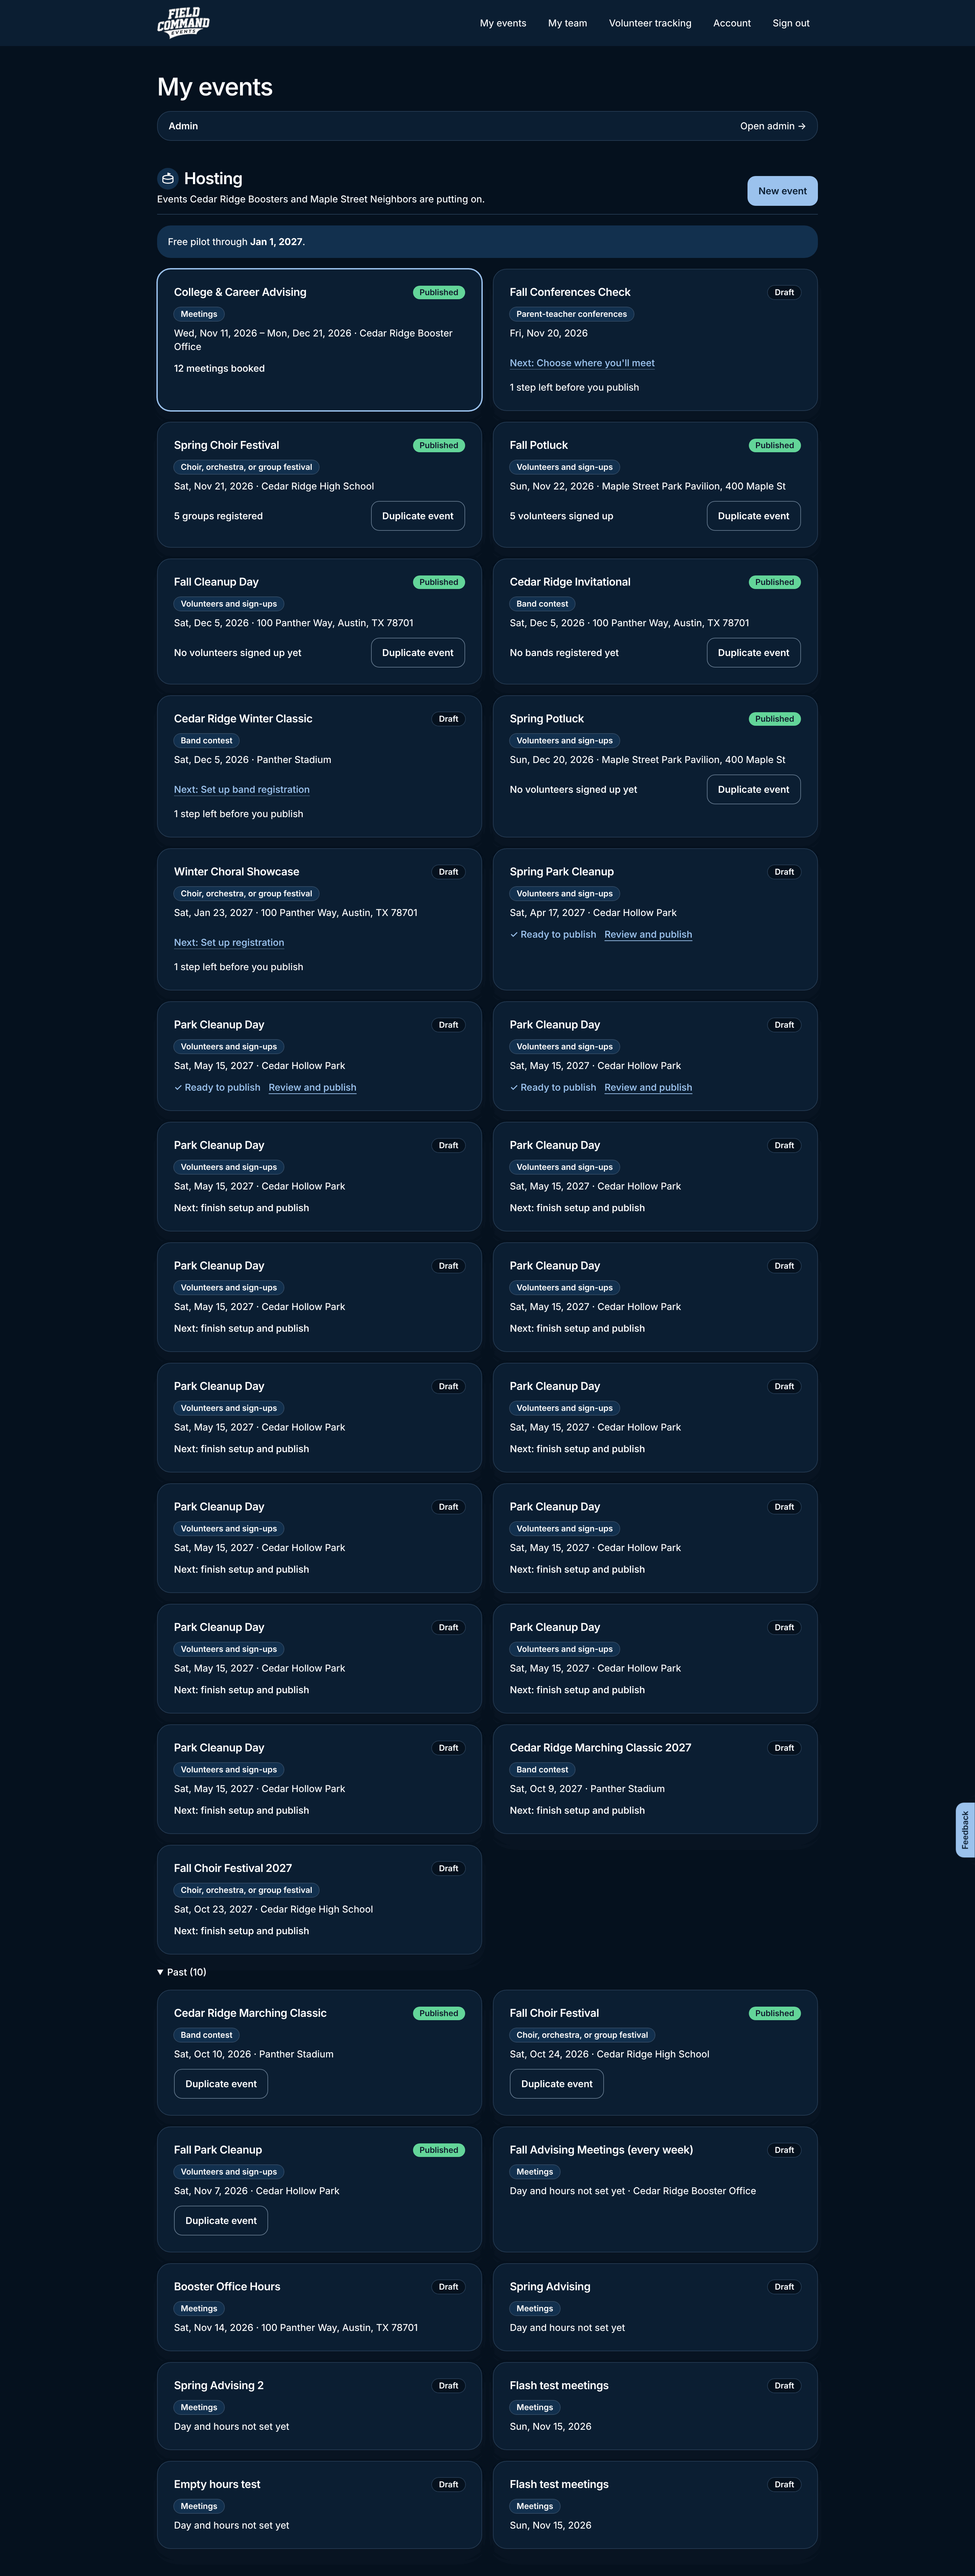 FIELD
COMMAND
EVENTS
My events
My team
Volunteer tracking
Account
Sign out
My events
Admin
Open admin →
Hosting
Events Cedar Ridge Boosters and Maple Street Neighbors are putting on.
New event
Free pilot through Jan 1, 2027.
College & Career Advising
Published
Meetings
Wed, Nov 11, 2026 – Mon, Dec 21, 2026 · Cedar Ridge Booster
Office
12 meetings booked
Fall Conferences Check
Draft
Parent-teacher conferences
Fri, Nov 20, 2026
Next: Choose where you'll meet
1 step left before you publish
Spring Choir Festival
Published
Choir, orchestra, or group festival
Sat, Nov 21, 2026 · Cedar Ridge High School
5 groups registered
Duplicate event
Fall Potluck
Published
Volunteers and sign-ups
Sun, Nov 22, 2026 · Maple Street Park Pavilion, 400 Maple St
5 volunteers signed up
Duplicate event
Fall Cleanup Day
Published
Volunteers and sign-ups
Sat, Dec 5, 2026 · 100 Panther Way, Austin, TX 78701
No volunteers signed up yet
Duplicate event
Cedar Ridge Invitational
Published
Band contest
Sat, Dec 5, 2026 · 100 Panther Way, Austin, TX 78701
No bands registered yet
Duplicate event
Cedar Ridge Winter Classic
Draft
Band contest
Sat, Dec 5, 2026 · Panther Stadium
Next: Set up band registration
1 step left before you publish
Spring Potluck
Published
Volunteers and sign-ups
Sun, Dec 20, 2026 · Maple Street Park Pavilion, 400 Maple St
No volunteers signed up yet
Duplicate event
Winter Choral Showcase
Draft
Choir, orchestra, or group festival
Sat, Jan 23, 2027 · 100 Panther Way, Austin, TX 78701
Next: Set up registration
1 step left before you publish
Spring Park Cleanup
Draft
Volunteers and sign-ups
Sat, Apr 17, 2027 · Cedar Hollow Park
✓ Ready to publish Review and publish
Park Cleanup Day
Draft
Volunteers and sign-ups
Sat, May 15, 2027 · Cedar Hollow Park
✓ Ready to publish Review and publish
Park Cleanup Day
Draft
Volunteers and sign-ups
Sat, May 15, 2027 · Cedar Hollow Park
✓ Ready to publish Review and publish
Park Cleanup Day
Draft
Volunteers and sign-ups
Sat, May 15, 2027 · Cedar Hollow Park
Next: finish setup and publish
Park Cleanup Day
Draft
Volunteers and sign-ups
Sat, May 15, 2027 · Cedar Hollow Park
Next: finish setup and publish
Park Cleanup Day
Draft
Volunteers and sign-ups
Sat, May 15, 2027 · Cedar Hollow Park
Next: finish setup and publish
Park Cleanup Day
Draft
Volunteers and sign-ups
Sat, May 15, 2027 · Cedar Hollow Park
Next: finish setup and publish
Park Cleanup Day
Draft
Volunteers and sign-ups
Sat, May 15, 2027 · Cedar Hollow Park
Next: finish setup and publish
Park Cleanup Day
Draft
Volunteers and sign-ups
Sat, May 15, 2027 · Cedar Hollow Park
Next: finish setup and publish
Park Cleanup Day
Draft
Volunteers and sign-ups
Sat, May 15, 2027 · Cedar Hollow Park
Next: finish setup and publish
Park Cleanup Day
Draft
Volunteers and sign-ups
Sat, May 15, 2027 · Cedar Hollow Park
Next: finish setup and publish
Park Cleanup Day
Draft
Volunteers and sign-ups
Sat, May 15, 2027 · Cedar Hollow Park
Next: finish setup and publish
Park Cleanup Day
Draft
Volunteers and sign-ups
Sat, May 15, 2027 · Cedar Hollow Park
Next: finish setup and publish
Park Cleanup Day
Draft
Volunteers and sign-ups
Sat, May 15, 2027 · Cedar Hollow Park
Next: finish setup and publish
Cedar Ridge Marching Classic 2027
Draft
Band contest
Sat, Oct 9, 2027 · Panther Stadium
Next: finish setup and publish
Feedback
Fall Choir Festival 2027
Draft
Choir, orchestra, or group festival
Sat, Oct 23, 2027 · Cedar Ridge High School
Next: finish setup and publish
▼ Past (10)
Cedar Ridge Marching Classic
Published
Band contest
Sat, Oct 10, 2026 · Panther Stadium
Duplicate event
Fall Choir Festival
Published
Choir, orchestra, or group festival
Sat, Oct 24, 2026 · Cedar Ridge High School
Duplicate event
Fall Park Cleanup
Published
Volunteers and sign-ups
Sat, Nov 7, 2026 · Cedar Hollow Park
Duplicate event
Fall Advising Meetings (every week)
Draft
Meetings
Day and hours not set yet · Cedar Ridge Booster Office
Booster Office Hours
Draft
Meetings
Sat, Nov 14, 2026 · 100 Panther Way, Austin, TX 78701
Spring Advising
Draft
Meetings
Day and hours not set yet
Spring Advising 2
Draft
Meetings
Day and hours not set yet
Flash test meetings
Draft
Meetings
Sun, Nov 15, 2026
Empty hours test
Draft
Meetings
Day and hours not set yet
Flash test meetings
Draft
Meetings
Sun, Nov 15, 2026